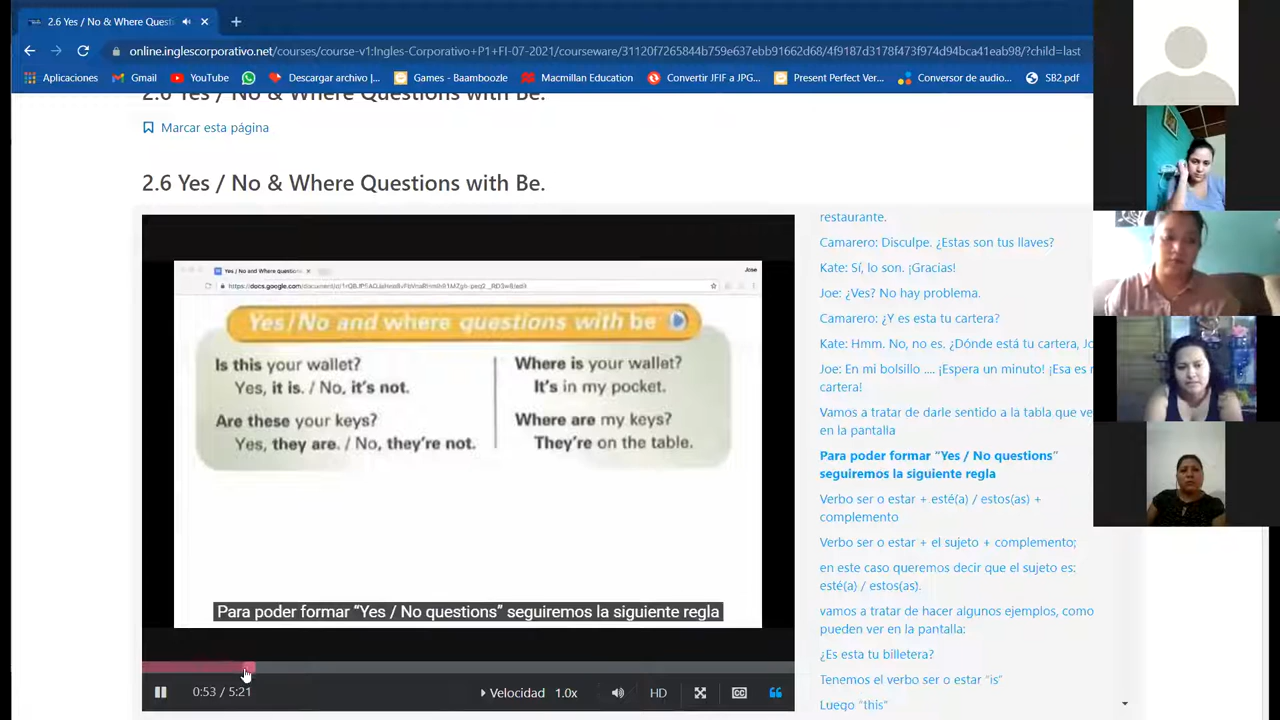 2.6 Yes / No & Where Questi
online.inglescorporativo.net/courses/course-v1:Ingles-Corporativo+P1+FI-07-2021/courseware/31120f7265844b759e637ebb91662d68/4f9187d3178f473f974d94bca41eab98/?child=last
Aplicaciones Gmail YouTube Descargar archivo |... Games - Baamboozle Macmillan Education Convertir JFIF a JPG... Present Perfect Ver... Conversor de audio... SB2.pdf
2.6 Yes / No & Where Questions with Be.
Marcar esta página
2.6 Yes / No & Where Questions with Be.
Yes / No and Where question
Jose
Yes/No and where questions with be
Is this your wallet?
Yes, it is. / No, it's not.
Are these your keys?
Yes, they are. / No, they're not.
Where is your wallet?
It's in my pocket.
Where are my keys?
They're on the table.
Para poder formar “Yes / No questions” seguiremos la siguiente regla
0:53 / 5:21
Velocidad 1.0x
HD
CC
restaurante.
Camarero: Disculpe. ¿Estas son tus llaves?
Kate: Sí, lo son. ¡Gracias!
Joe: ¿Ves? No hay problema.
Camarero: ¿Y es esta tu cartera?
Kate: Hmm. No, no es. ¿Dónde está tu cartera, Jo
Joe: En mi bolsillo .... ¡Espera un minuto! ¡Esa es
cartera!
Vamos a tratar de darle sentido a la tabla que ve
en la pantalla
Para poder formar “Yes / No questions”
seguiremos la siguiente regla
Verbo ser o estar + esté(a) / estos(as) +
complemento
Verbo ser o estar + el sujeto + complemento;
en este caso queremos decir que el sujeto es:
esté(a) / estos(as).
vamos a tratar de hacer algunos ejemplos, como
pueden ver en la pantalla:
¿Es esta tu billetera?
Tenemos el verbo ser o estar “is”
Luego “this”